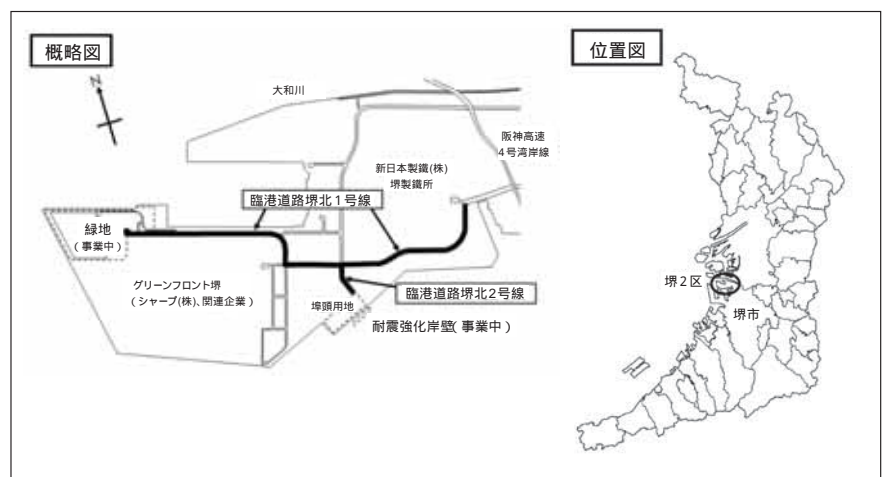 概略図
N
大和川
阪神高速
4号湾岸線
新日本製鐵(株)
堺製鐵所
臨港道路堺北1号線
緑地
(事業中)
グリーンフロント堺
(シャープ(株)、関連企業)
臨港道路堺北2号線
埠頭用地
耐震強化岸壁(事業中)
位置図
堺2区
堺市